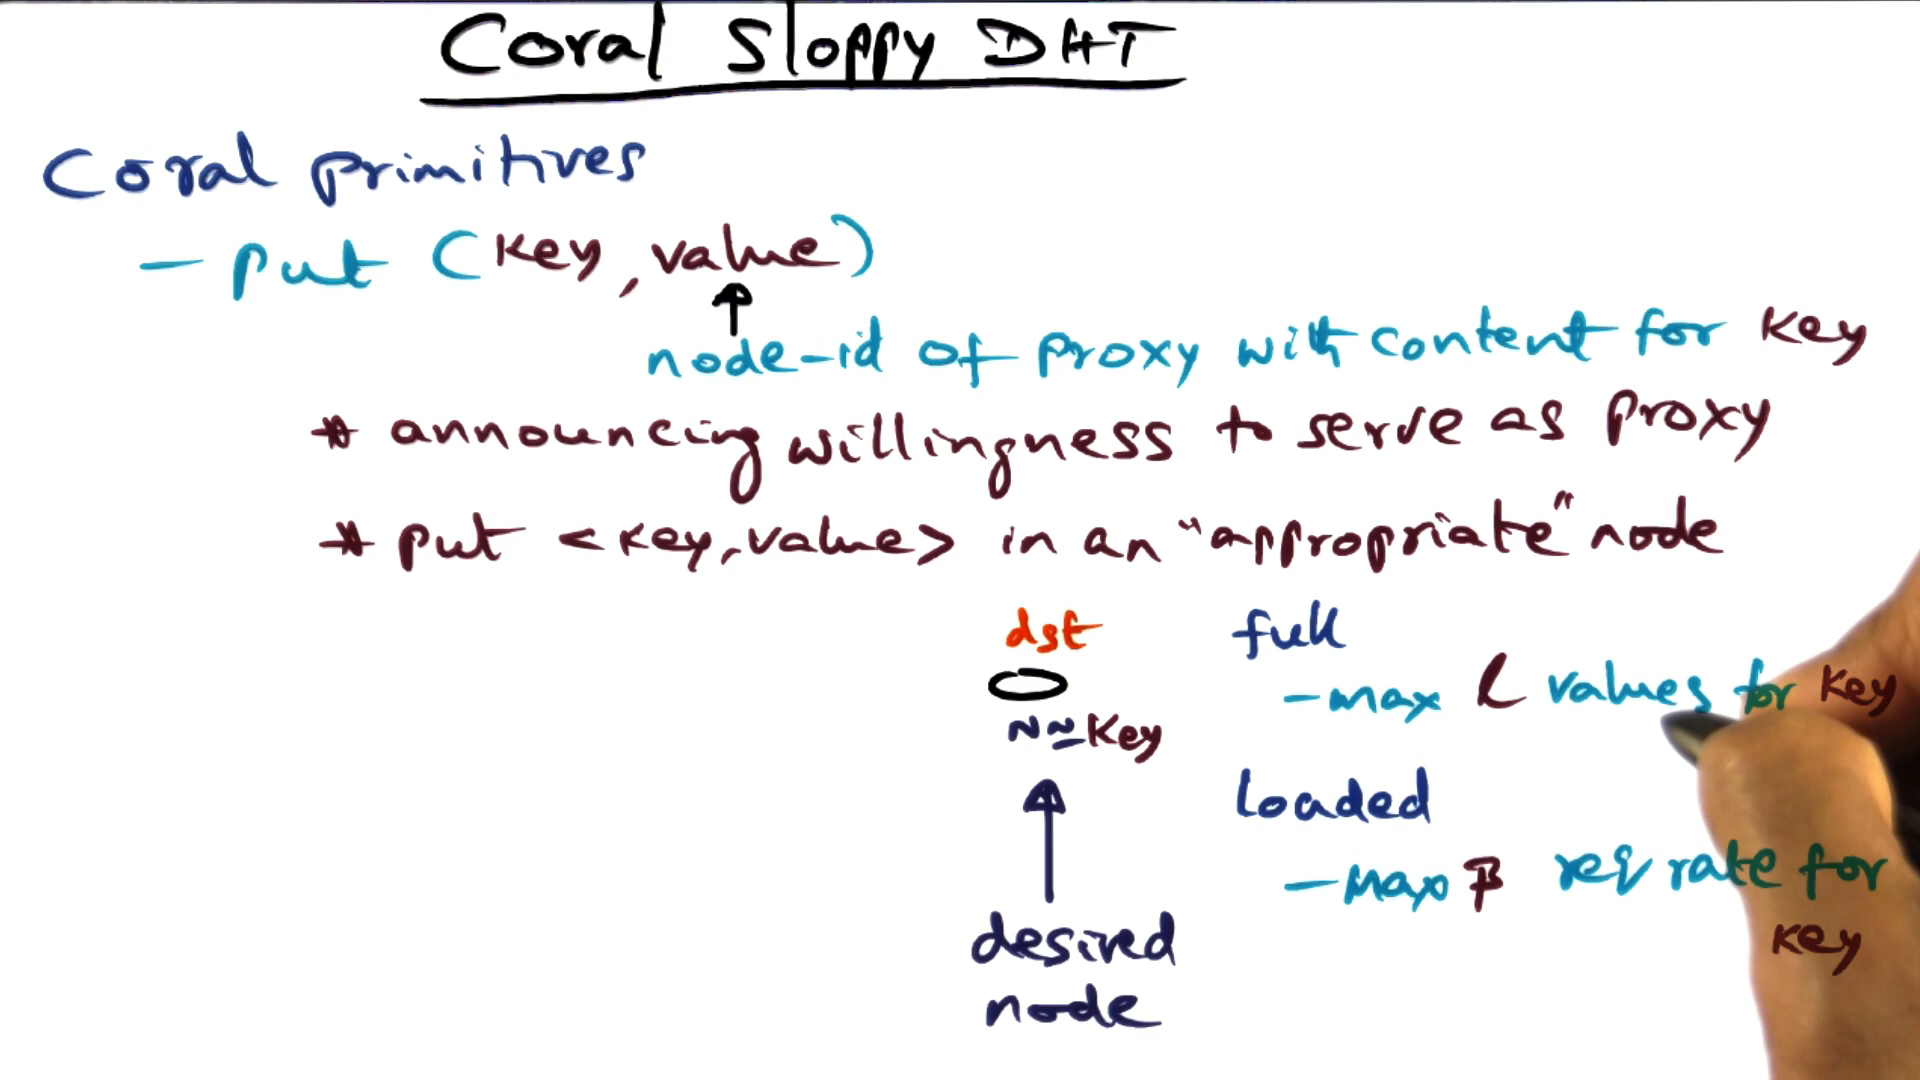 Coral Sloppy DHT
Coral primitives
- put (key, value)
node-id of proxy with content for key
* announcing willingness to serve as proxy
* put <key, value> in an "appropriate" node
dst
N ≃ key
desired
node
full
- max l values for key
loaded
- max β req rate for
key